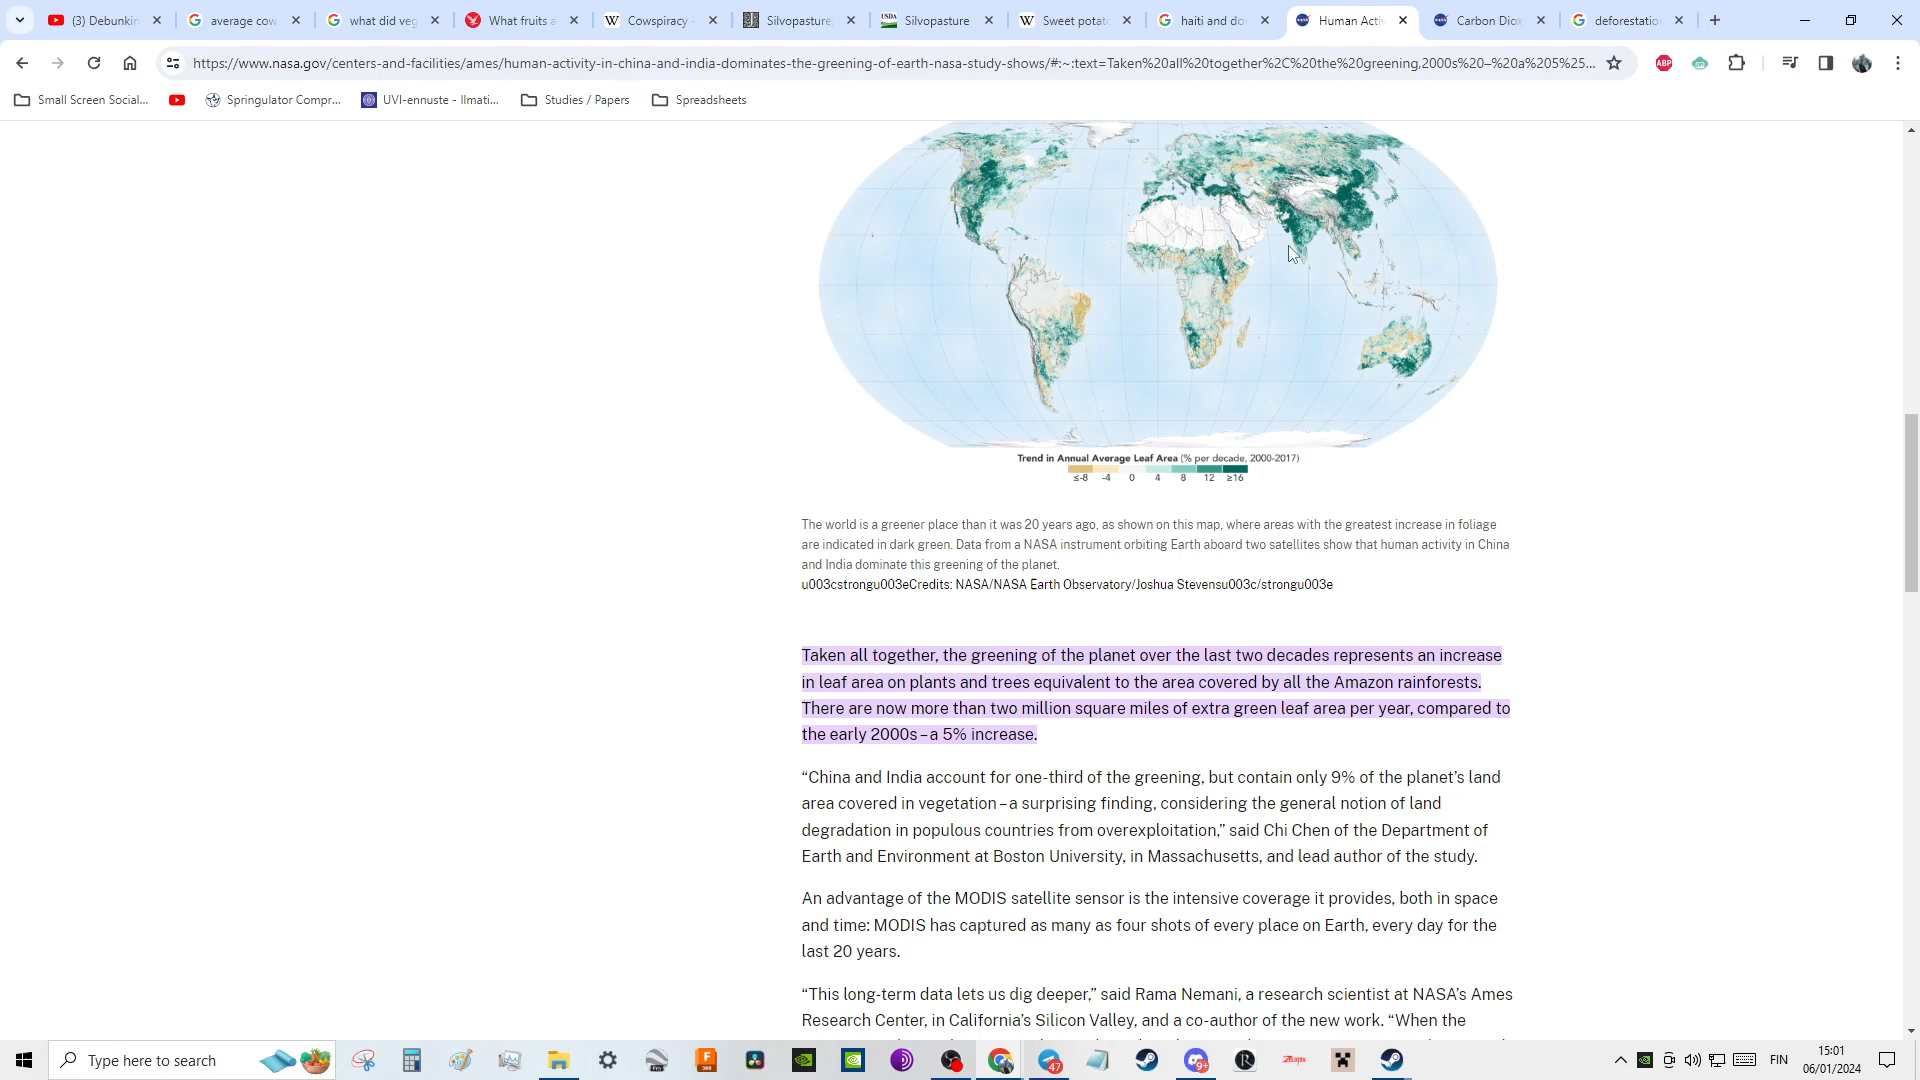 (3) Debunkin
average cow
what did veg
What fruits a
Cowspiracy -
Silvopasture:
USDA
Silvopasture
Sweet potato
haiti and do
Human Activ
Carbon Diox
deforestatio
https://www.nasa.gov/centers-and-facilities/ames/human-activity-in-china-and-india-dominates-the-greening-of-earth-nasa-study-shows/#:~:text=Taken%20all%20together%2C%20the%20greening,2000s%20–%20a%205%25...
ABP
Small Screen Social...
Springulator Compr...
UVI-ennuste - Ilmati...
Studies / Papers
Spreadsheets
Trend in Annual Average Leaf Area (% per decade, 2000-2017)
≤-8 -4 0 4 8 12 ≥16
The world is a greener place than it was 20 years ago, as shown on this map, where areas with the greatest increase in foliage
are indicated in dark green. Data from a NASA instrument orbiting Earth aboard two satellites show that human activity in China
and India dominate this greening of the planet.
u003cstrongu003eCredits: NASA/NASA Earth Observatory/Joshua Stevensu003c/strongu003e
Taken all together, the greening of the planet over the last two decades represents an increase
in leaf area on plants and trees equivalent to the area covered by all the Amazon rainforests.
There are now more than two million square miles of extra green leaf area per year, compared to
the early 2000s – a 5% increase.
“China and India account for one-third of the greening, but contain only 9% of the planet’s land
area covered in vegetation – a surprising finding, considering the general notion of land
degradation in populous countries from overexploitation,” said Chi Chen of the Department of
Earth and Environment at Boston University, in Massachusetts, and lead author of the study.
An advantage of the MODIS satellite sensor is the intensive coverage it provides, both in space
and time: MODIS has captured as many as four shots of every place on Earth, every day for the
last 20 years.
“This long-term data lets us dig deeper,” said Rama Nemani, a research scientist at NASA’s Ames
Research Center, in California’s Silicon Valley, and a co-author of the new work. “When the
Type here to search
47
9+
FIN
15:01
06/01/2024